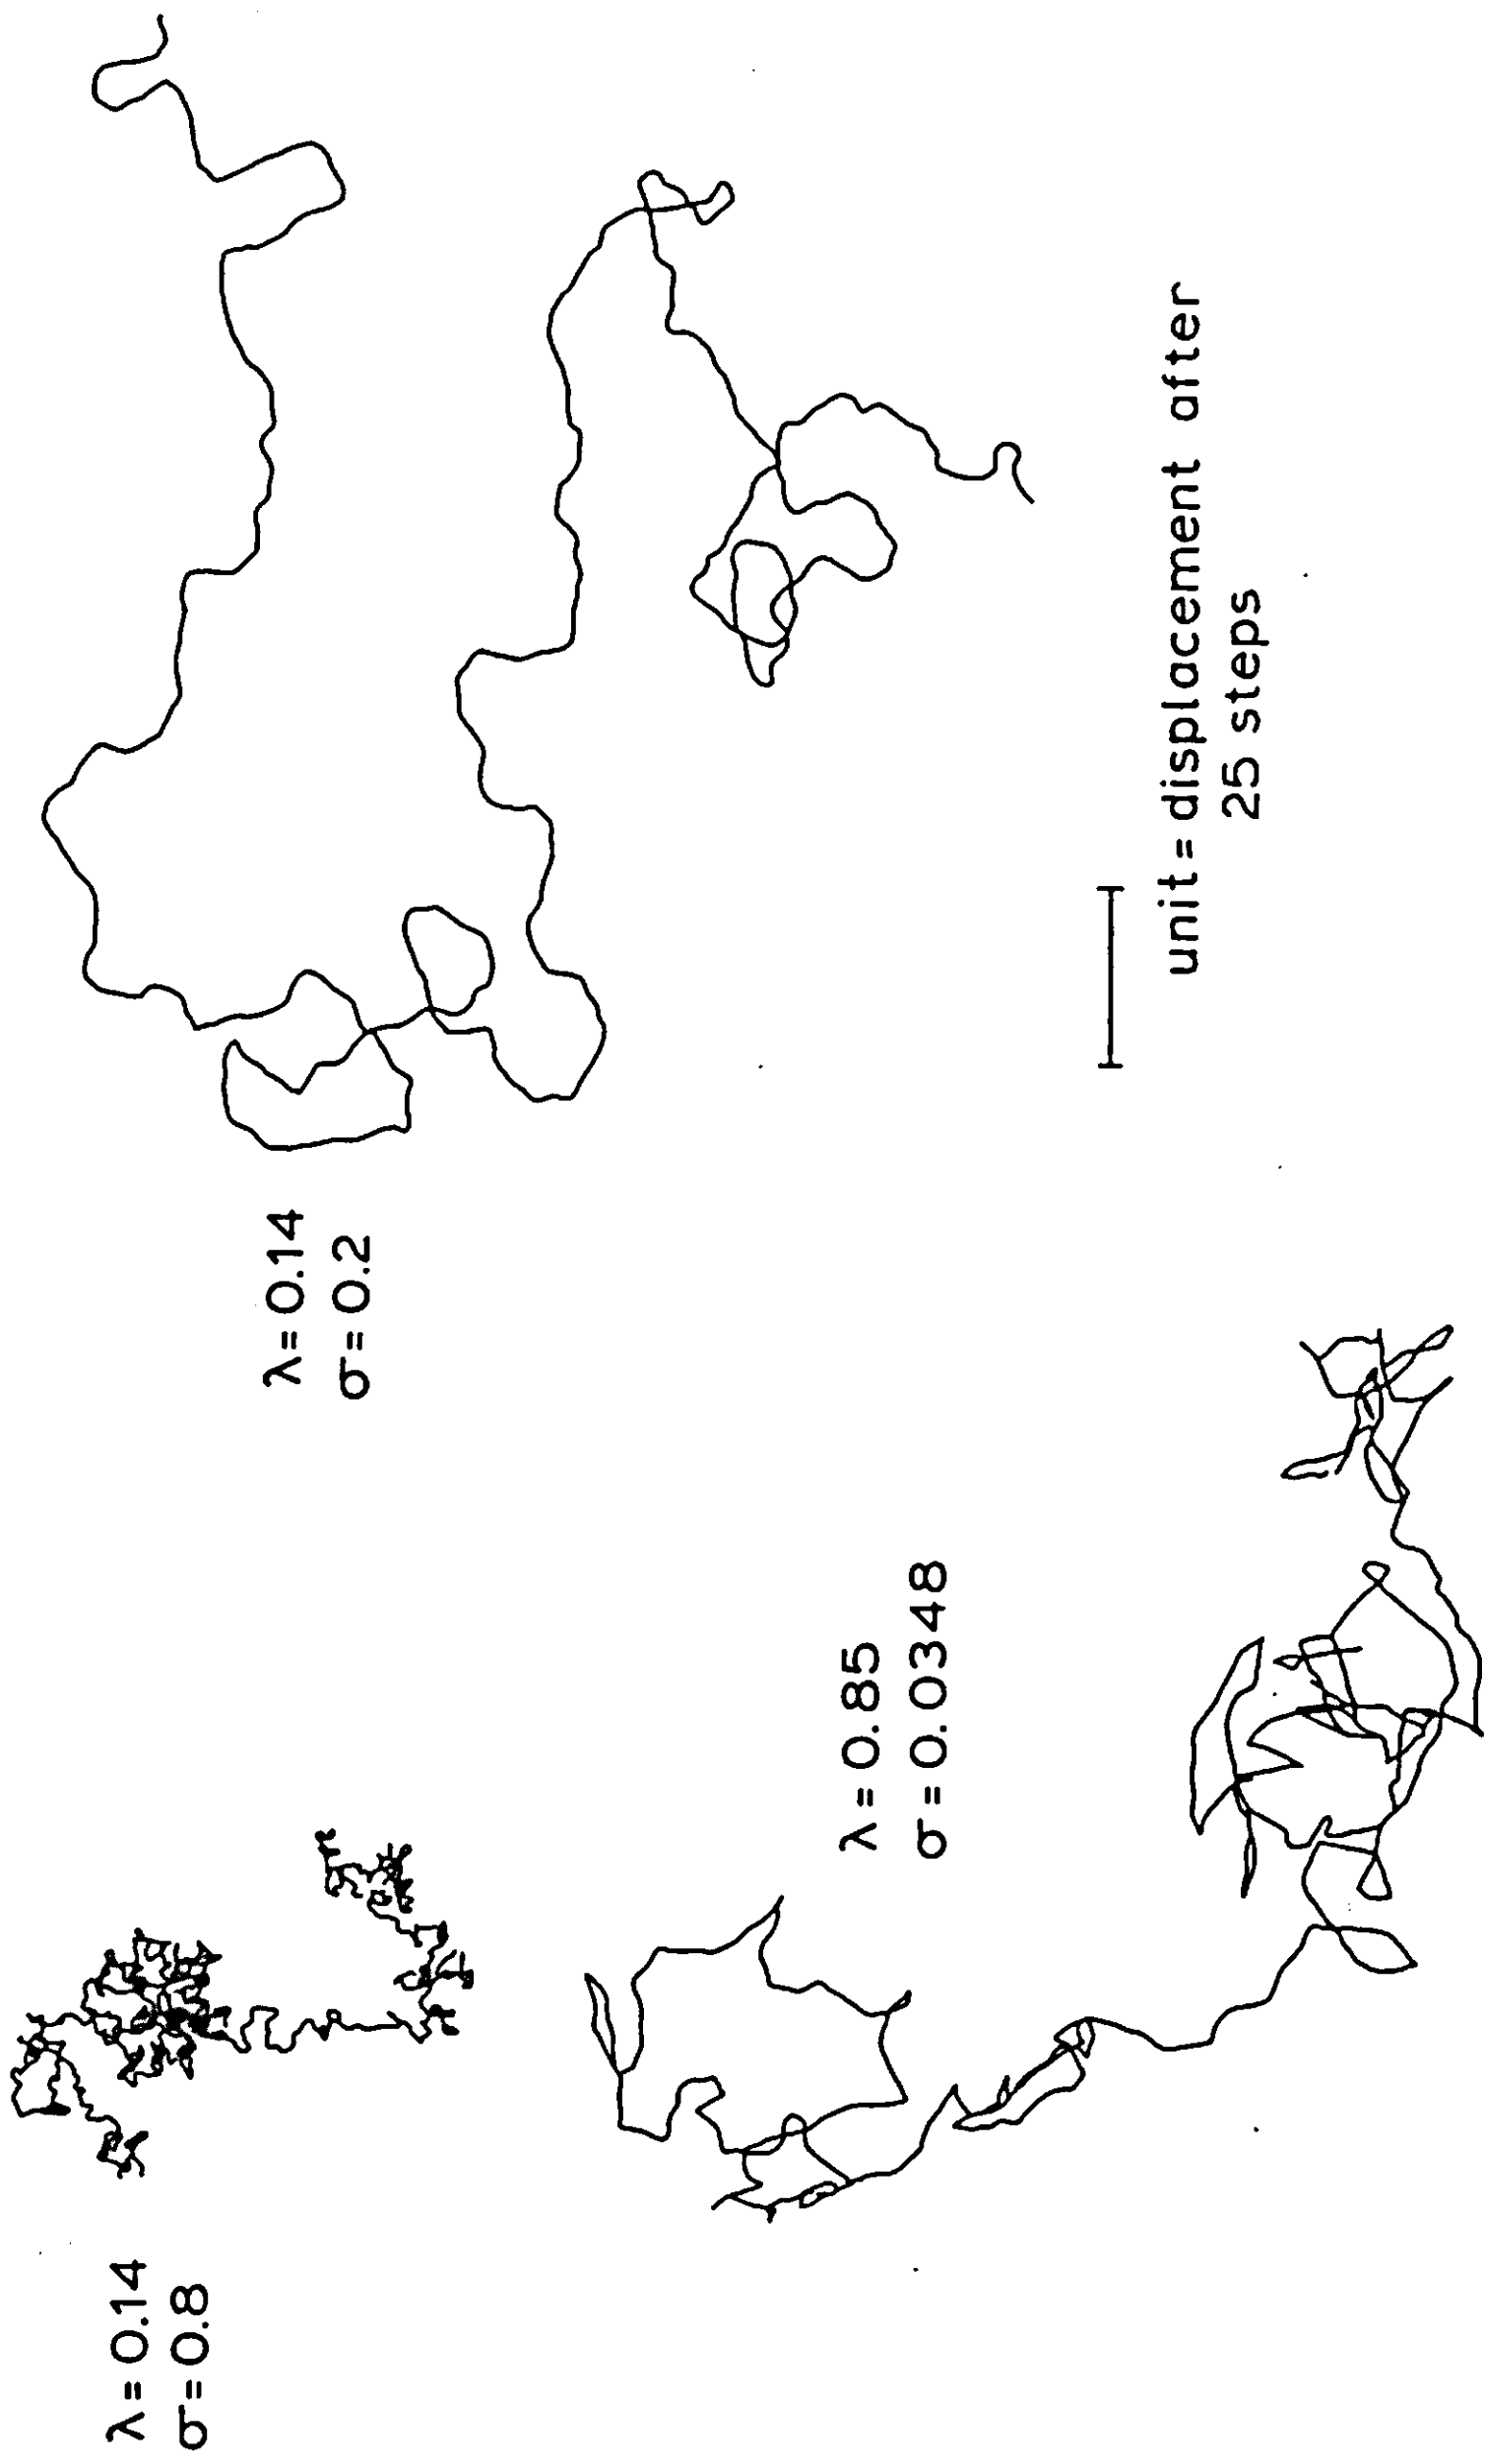 λ = 0.14
σ = 0.8
λ = 0.14
σ = 0.2
λ = 0.85
σ = 0.0348
unit = displacement after
25 steps